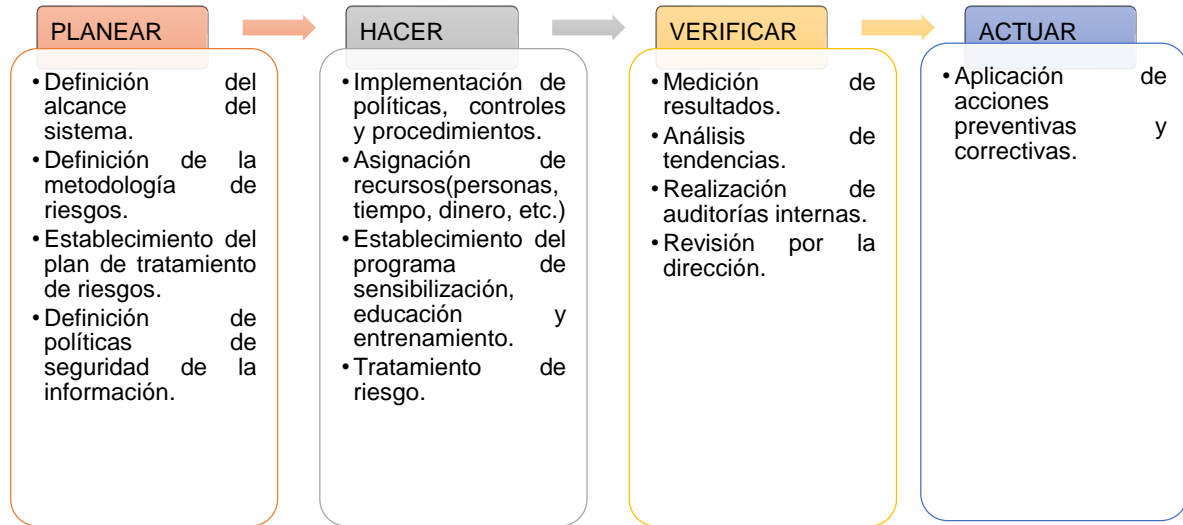 PLANEAR
• Definición del
alcance del
sistema.
• Definición de la
metodología de
riesgos.
• Establecimiento del
plan de tratamiento
de riesgos.
• Definición de
políticas de
seguridad de la
información.
HACER
• Implementación de
políticas, controles
y procedimientos.
• Asignación de
recursos(personas,
tiempo, dinero, etc.)
• Establecimiento del
programa de
sensibilización,
educación y
entrenamiento.
• Tratamiento de
riesgo.
VERIFICAR
• Medición de
resultados.
• Análisis de
tendencias.
• Realización de
auditorías internas.
• Revisión por la
dirección.
ACTUAR
• Aplicación de
acciones
preventivas y
correctivas.